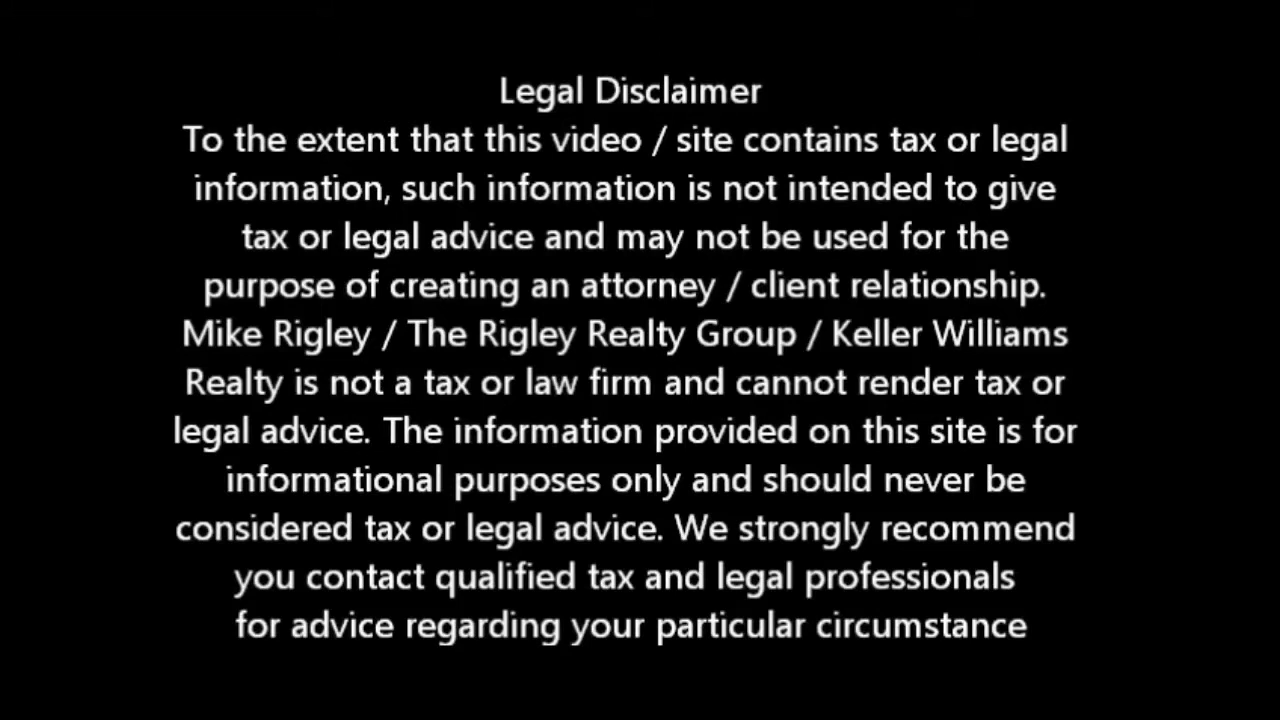 Legal Disclaimer
To the extent that this video / site contains tax or legal
information, such information is not intended to give
tax or legal advice and may not be used for the
purpose of creating an attorney / client relationship.
Mike Rigley / The Rigley Realty Group / Keller Williams
Realty is not a tax or law firm and cannot render tax or
legal advice. The information provided on this site is for
informational purposes only and should never be
considered tax or legal advice. We strongly recommend
you contact qualified tax and legal professionals
for advice regarding your particular circumstance